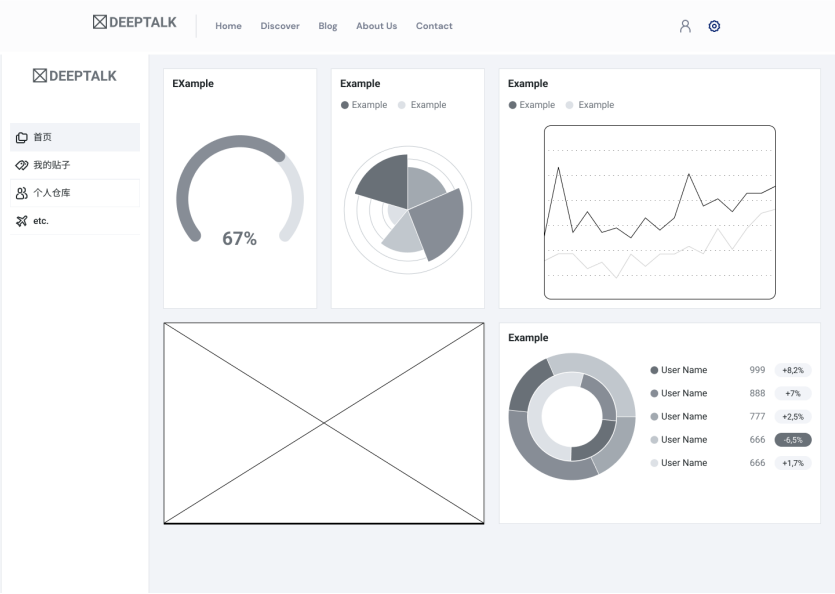 DEEPTALK
Home Discover Blog About Us Contact
DEEPTALK
首页
我的贴子
个人仓库
etc.
EXample
67%
Example
Example Example
Example
Example Example
Example
User Name 999 +8,2%
User Name 888 +7%
User Name 777 +2,5%
User Name 666 -6,5%
User Name 666 +1,7%